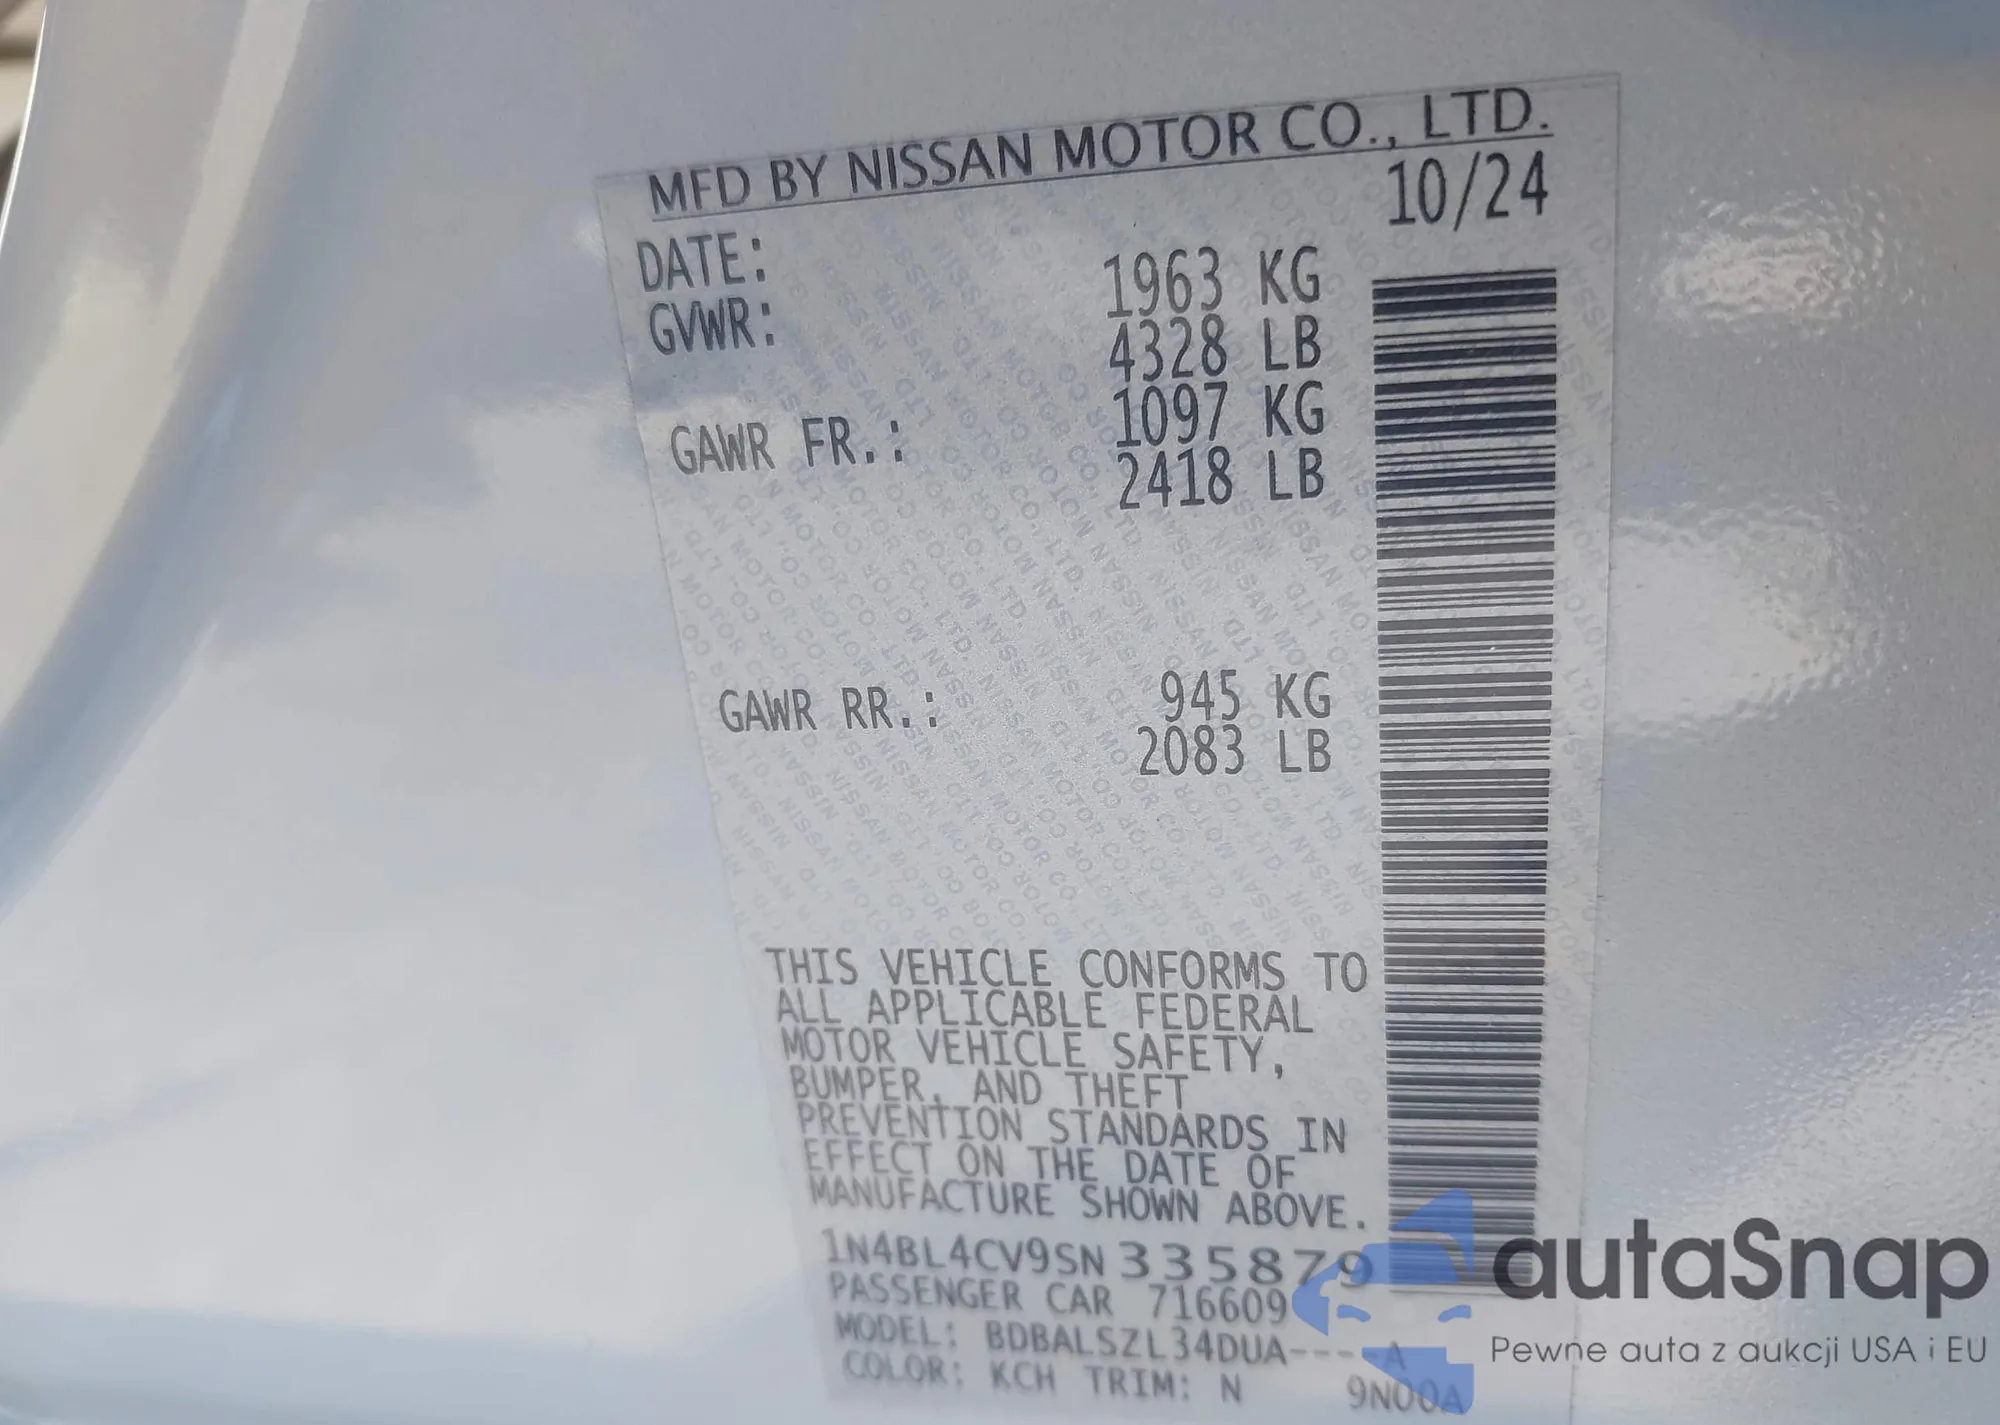 MFD BY NISSAN MOTOR CO., LTD.
DATE: 10/24
GVWR: 1963 KG
4328 LB
GAWR FR.: 1097 KG
2418 LB
GAWR RR.: 945 KG
2083 LB
THIS VEHICLE CONFORMS TO
ALL APPLICABLE FEDERAL
MOTOR VEHICLE SAFETY,
BUMPER, AND THEFT
PREVENTION STANDARDS IN
EFFECT ON THE DATE OF
MANUFACTURE SHOWN ABOVE.
1N4BL4CV9SN335879
PASSENGER CAR 716609
MODEL: BDBALSZL34DUA----A
COLOR: KCH TRIM: N 9N00A
autaSnap
Pewne auta z aukcji USA i EU